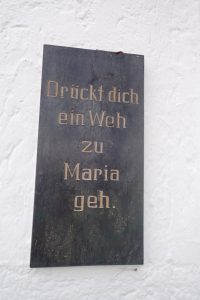 Drückt dich
ein Weh
zu
Maria
geh.